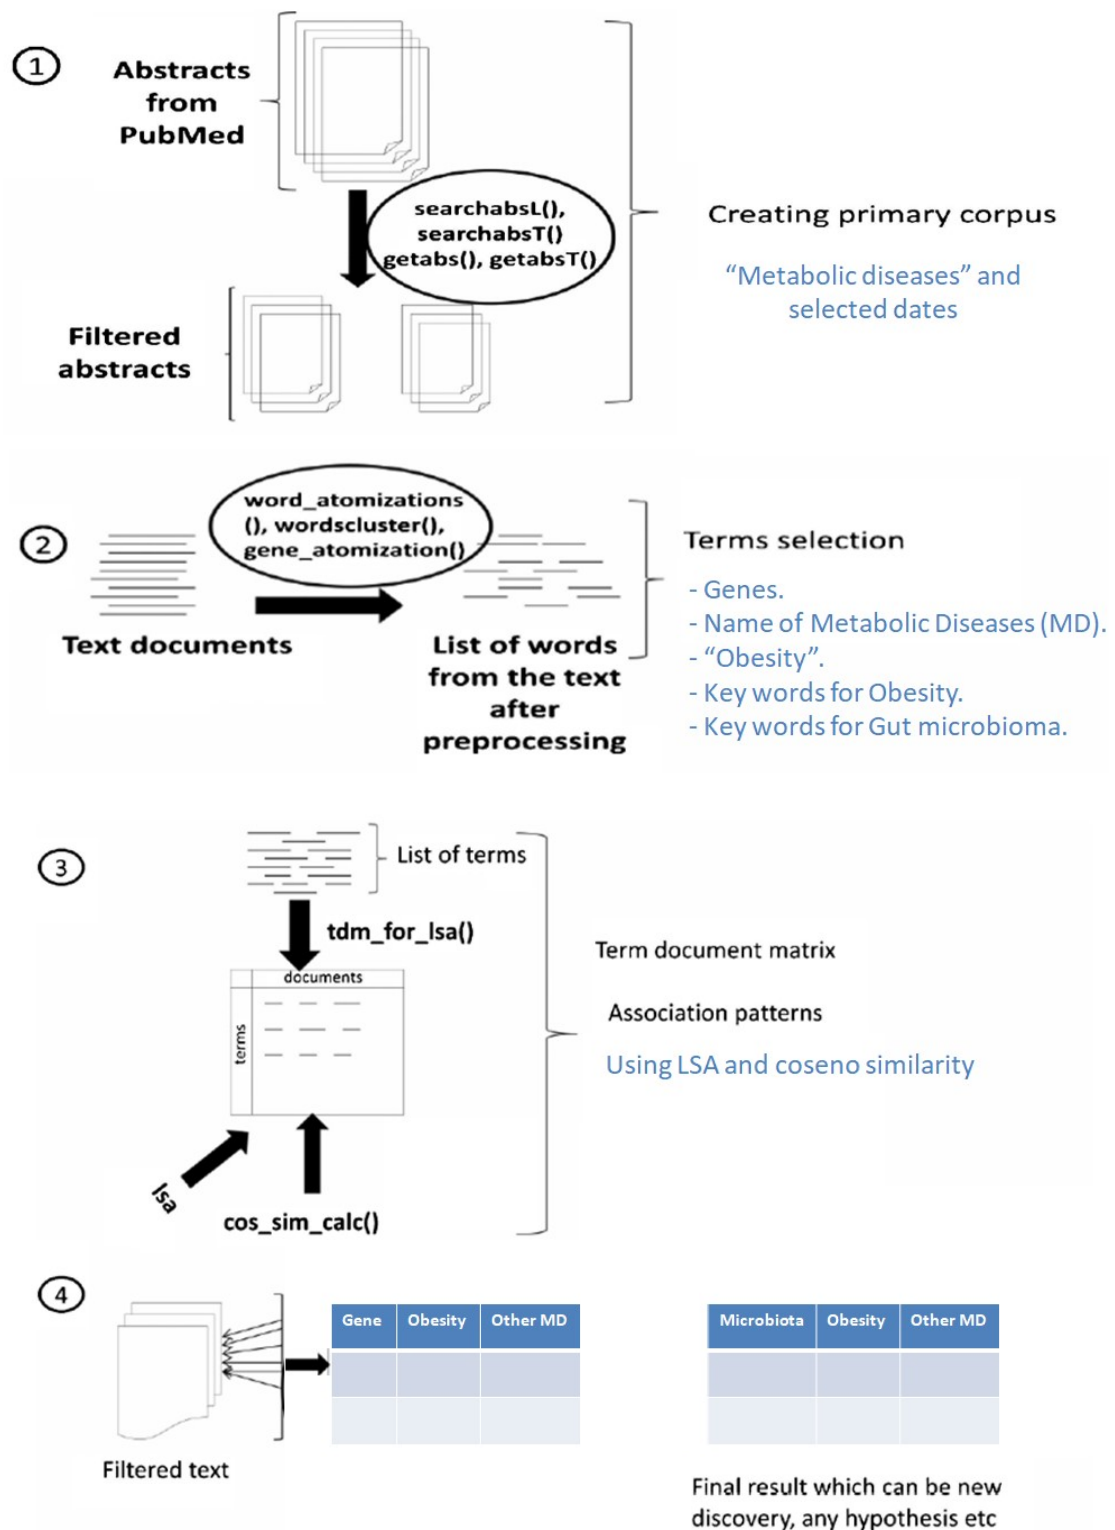 1
Abstracts
from
PubMed
searchabsL(),
searchabsT()
getabs(), getabsT()
Creating primary corpus
“Metabolic diseases” and
selected dates
Filtered
abstracts
2
word_atomizations
(), wordscluster(),
gene_atomization()
Text documents
List of words
from the text
after
preprocessing
Terms selection
- Genes.
- Name of Metabolic Diseases (MD).
- “Obesity”.
- Key words for Obesity.
- Key words for Gut microbioma.
3
List of terms
tdm_for_lsa()
documents
terms
lsa
cos_sim_calc()
Term document matrix
Association patterns
Using LSA and coseno similarity
4
Filtered text
Gene Obesity Other MD
Microbiota Obesity Other MD
Final result which can be new
discovery, any hypothesis etc